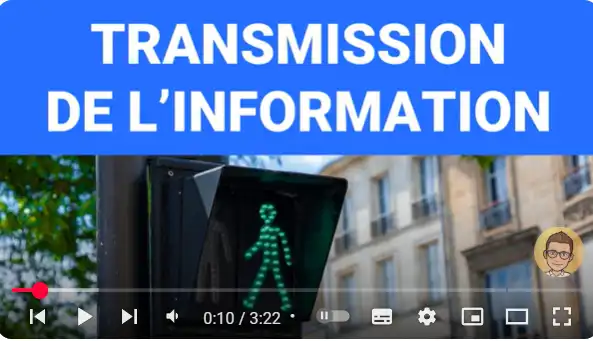 TRANSMISSION
DE L’INFORMATION
0:10 / 3:22